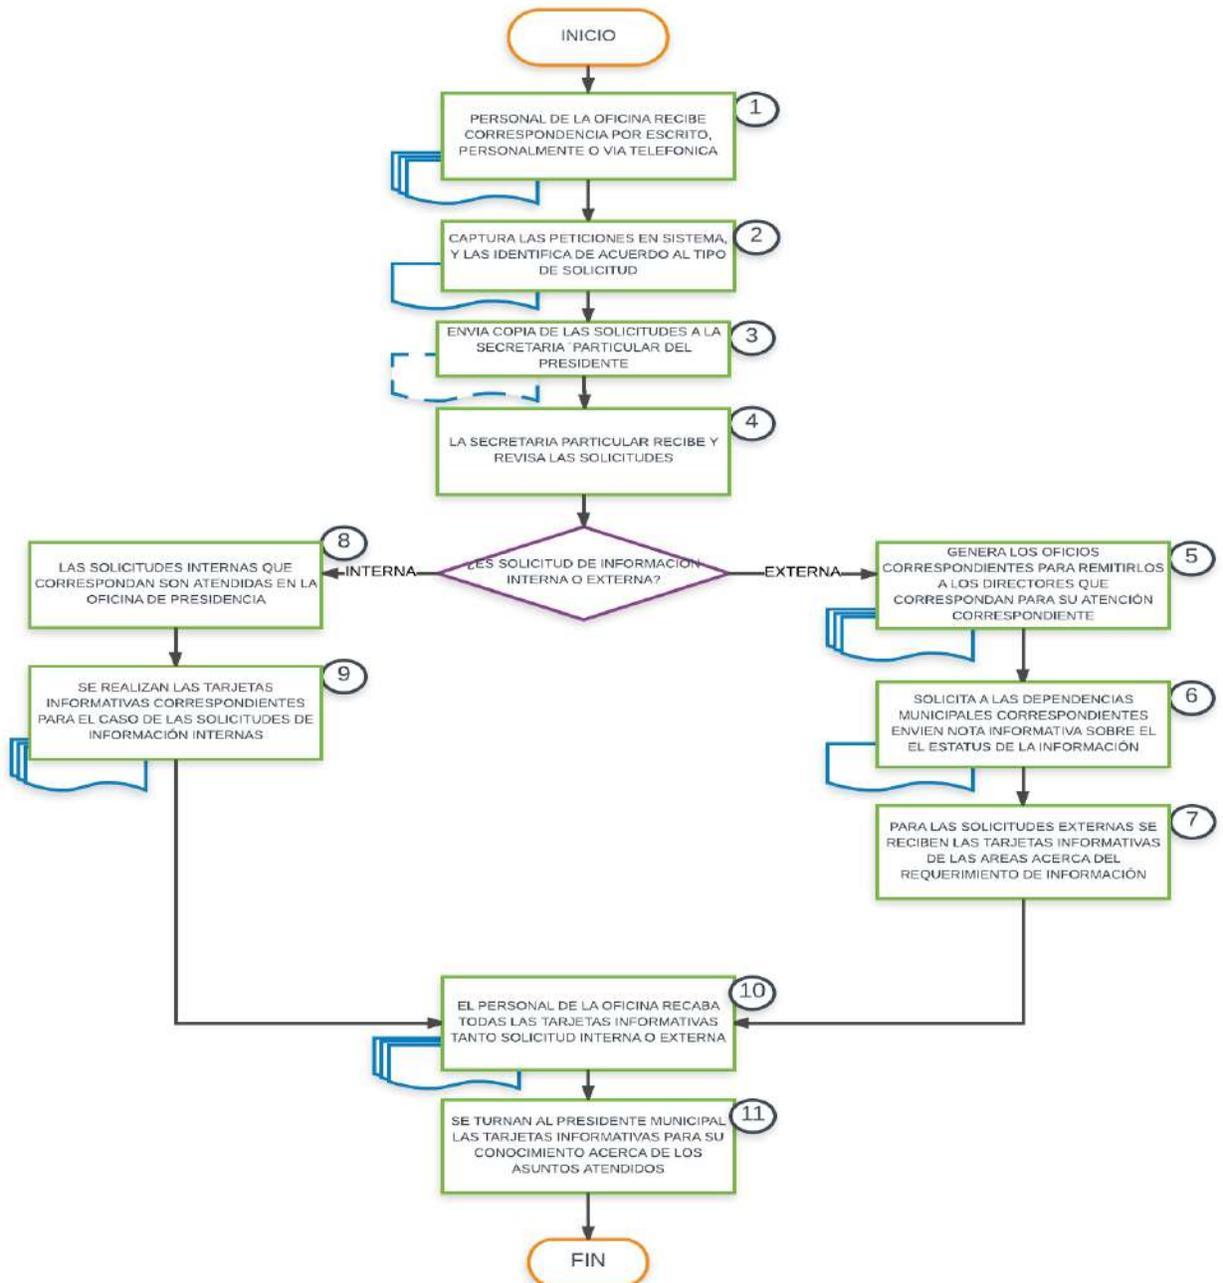 INICIO
1
PERSONAL DE LA OFICINA RECIBE
CORRESPONDENCIA POR ESCRITO,
PERSONALMENTE O VIA TELEFONICA
2
CAPTURA LAS PETICIONES EN SISTEMA,
Y LAS IDENTIFICA DE ACUERDO AL TIPO
DE SOLICITUD
3
ENVIA COPIA DE LAS SOLICITUDES A LA
SECRETARIA ´PARTICULAR DEL
PRESIDENTE
4
LA SECRETARIA PARTICULAR RECIBE Y
REVISA LAS SOLICITUDES
¿ES SOLICITUD DE INFORMACIÓN
INTERNA O EXTERNA?
INTERNA
EXTERNA
8
LAS SOLICITUDES INTERNAS QUE
CORRESPONDAN SON ATENDIDAS EN LA
OFICINA DE PRESIDENCIA
9
SE REALIZAN LAS TARJETAS
INFORMATIVAS CORRESPONDIENTES
PARA EL CASO DE LAS SOLICITUDES DE
INFORMACIÓN INTERNAS
5
GENERA LOS OFICIOS
CORRESPONDIENTES PARA REMITIRLOS
A LOS DIRECTORES QUE
CORRESPONDAN PARA SU ATENCIÓN
CORRESPONDIENTE
6
SOLICITA A LAS DEPENDENCIAS
MUNICIPALES CORRESPONDIENTES
ENVIEN NOTA INFORMATIVA SOBRE EL
EL ESTATUS DE LA INFORMACIÓN
7
PARA LAS SOLICITUDES EXTERNAS SE
RECIBEN LAS TARJETAS INFORMATIVAS
DE LAS AREAS ACERCA DEL
REQUERIMIENTO DE INFORMACIÓN
10
EL PERSONAL DE LA OFICINA RECABA
TODAS LAS TARJETAS INFORMATIVAS
TANTO SOLICITUD INTERNA O EXTERNA
11
SE TURNAN AL PRESIDENTE MUNICIPAL
LAS TARJETAS INFORMATIVAS PARA SU
CONOCIMIENTO ACERCA DE LOS
ASUNTOS ATENDIDOS
FIN